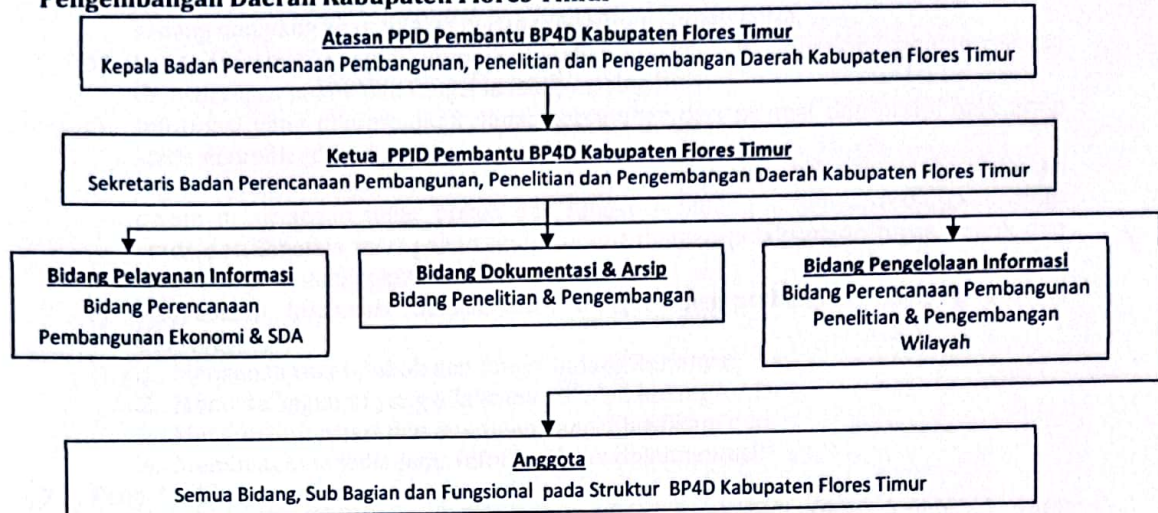 Pengembangan Daerah Kabupaten Flores Timur
Atasan PPID Pembantu BP4D Kabupaten Flores Timur
Kepala Badan Perencanaan Pembangunan, Penelitian dan Pengembangan Daerah Kabupaten Flores Timur
Ketua PPID Pembantu BP4D Kabupaten Flores Timur
Sekretaris Badan Perencanaan Pembangunan, Penelitian dan Pengembangan Daerah Kabupaten Flores Timur
Bidang Pelayanan Informasi
Bidang Perencanaan
Pembangunan Ekonomi & SDA
Bidang Dokumentasi & Arsip
Bidang Penelitian & Pengembangan
Bidang Pengelolaan Informasi
Bidang Perencanaan Pembangunan
Penelitian & Pengembangan
Wilayah
Anggota
Semua Bidang, Sub Bagian dan Fungsional pada Struktur BP4D Kabupaten Flores Timur